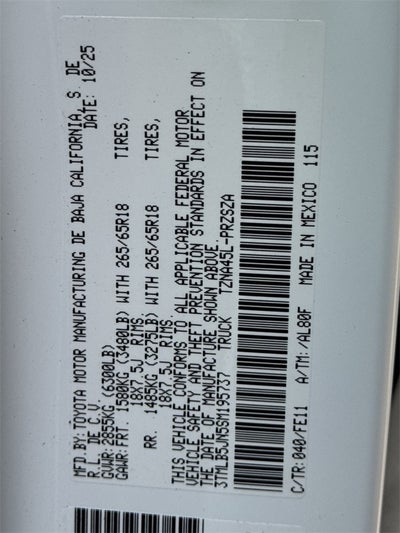 MFD. BY: TOYOTA MOTOR MANUFACTURING DE BAJA CALIFORNIA, S. DE
R.L. DE C.V. DATE: 10/25
GVWR: 2855KG (6300LB)
GAWR: FRT. 1580KG (3480LB) WITH 265/65R18 TIRES,
18X7.5J RIMS.
RR. 1485KG (3275LB) WITH 265/65R18 TIRES,
18X7.5J RIMS.
THIS VEHICLE CONFORMS TO ALL APPLICABLE FEDERAL MOTOR
VEHICLE SAFETY AND THEFT PREVENTION STANDARDS IN EFFECT ON
THE DATE OF MANUFACTURE SHOWN ABOVE.
3TMLB5JN5SM195737 TRUCK TZNA45L-PRZSZA
C/TR: 040/FE11 A/TM: /AL80F MADE IN MEXICO 115